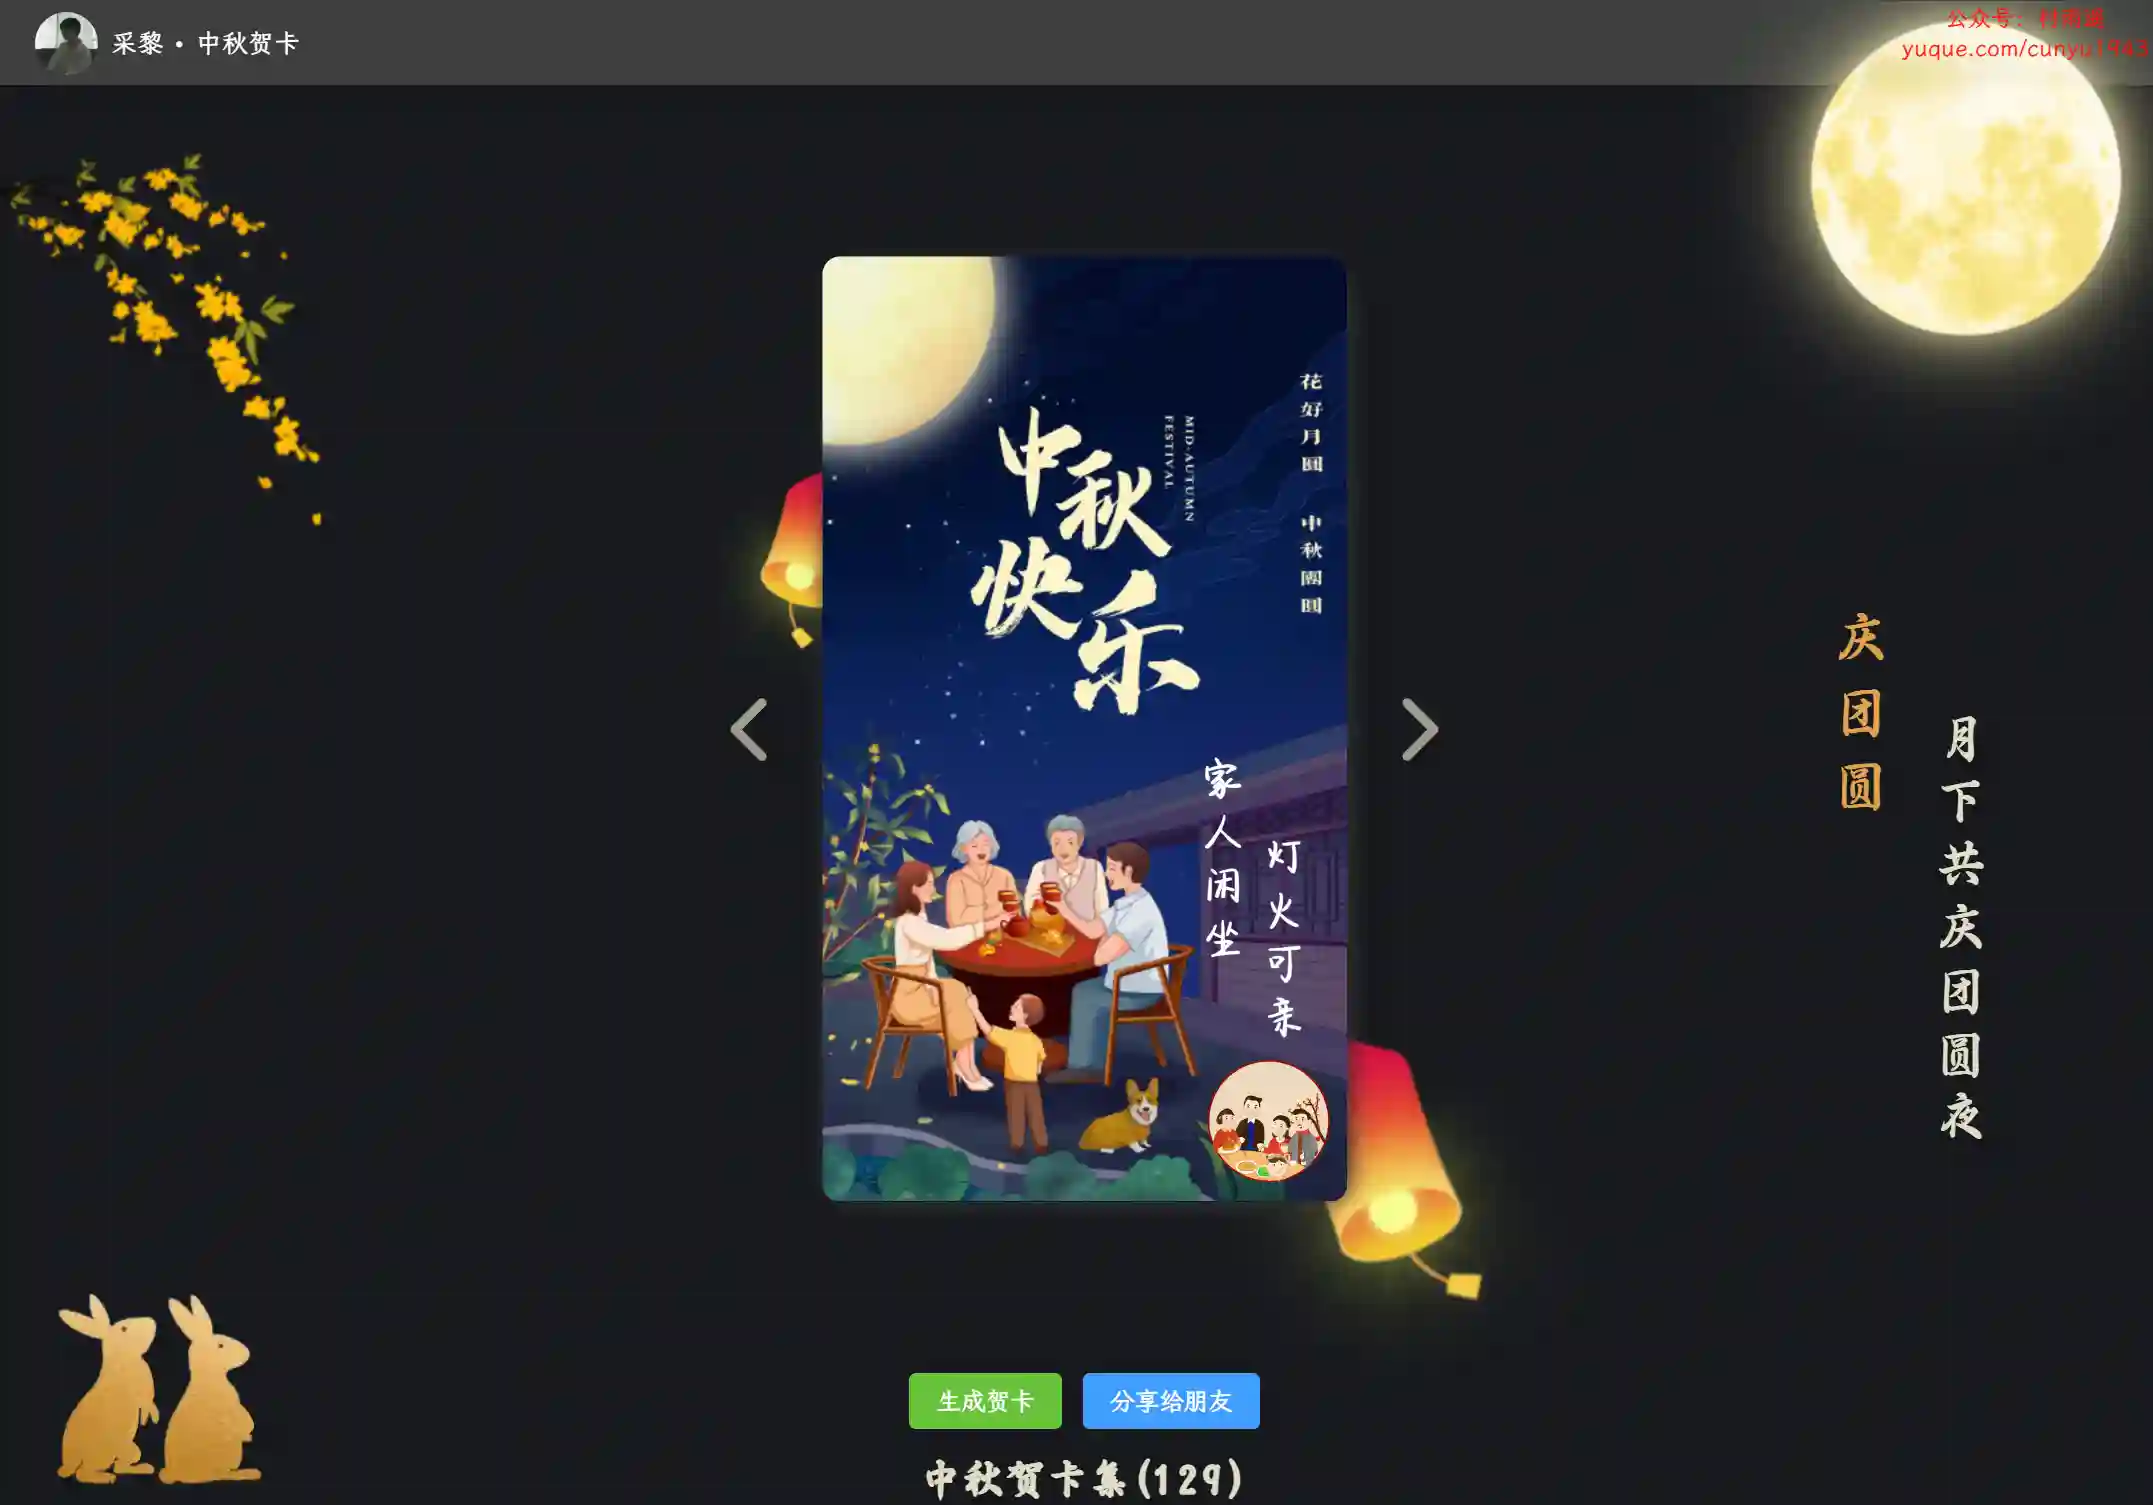 采黎 • 中秋贺卡
公众号：村雨遥
yuque.com/cunyu1943
中秋
快乐
MID-AUTUMN
FESTIVAL
花好月圆 中秋團圆
家人闲坐
灯火可亲
庆团圆
月下共庆团圆夜
生成贺卡
分享给朋友
中秋贺卡集(129)